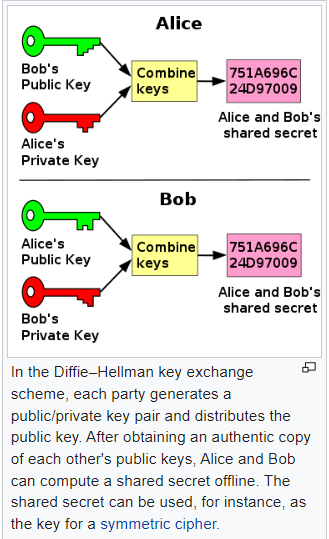 Alice
Bob's
Public Key
Combine
keys
751A696C
24D97009
Alice's
Private Key
Alice and Bob's
shared secret
Bob
Alice's
Public Key
Combine
keys
751A696C
24D97009
Bob's
Private Key
Alice and Bob's
shared secret
In the Diffie–Hellman key exchange
scheme, each party generates a
public/private key pair and distributes the
public key. After obtaining an authentic copy
of each other's public keys, Alice and Bob
can compute a shared secret offline. The
shared secret can be used, for instance, as
the key for a symmetric cipher.